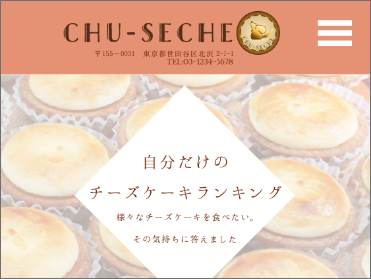 CHU-SECHE
〒155-0031 東京都世田谷区北沢 2-1-1
TEL:03-1234-5678
自分だけの
チーズケーキランキング
様々なチーズケーキを食べたい。
その気持ちに答えました